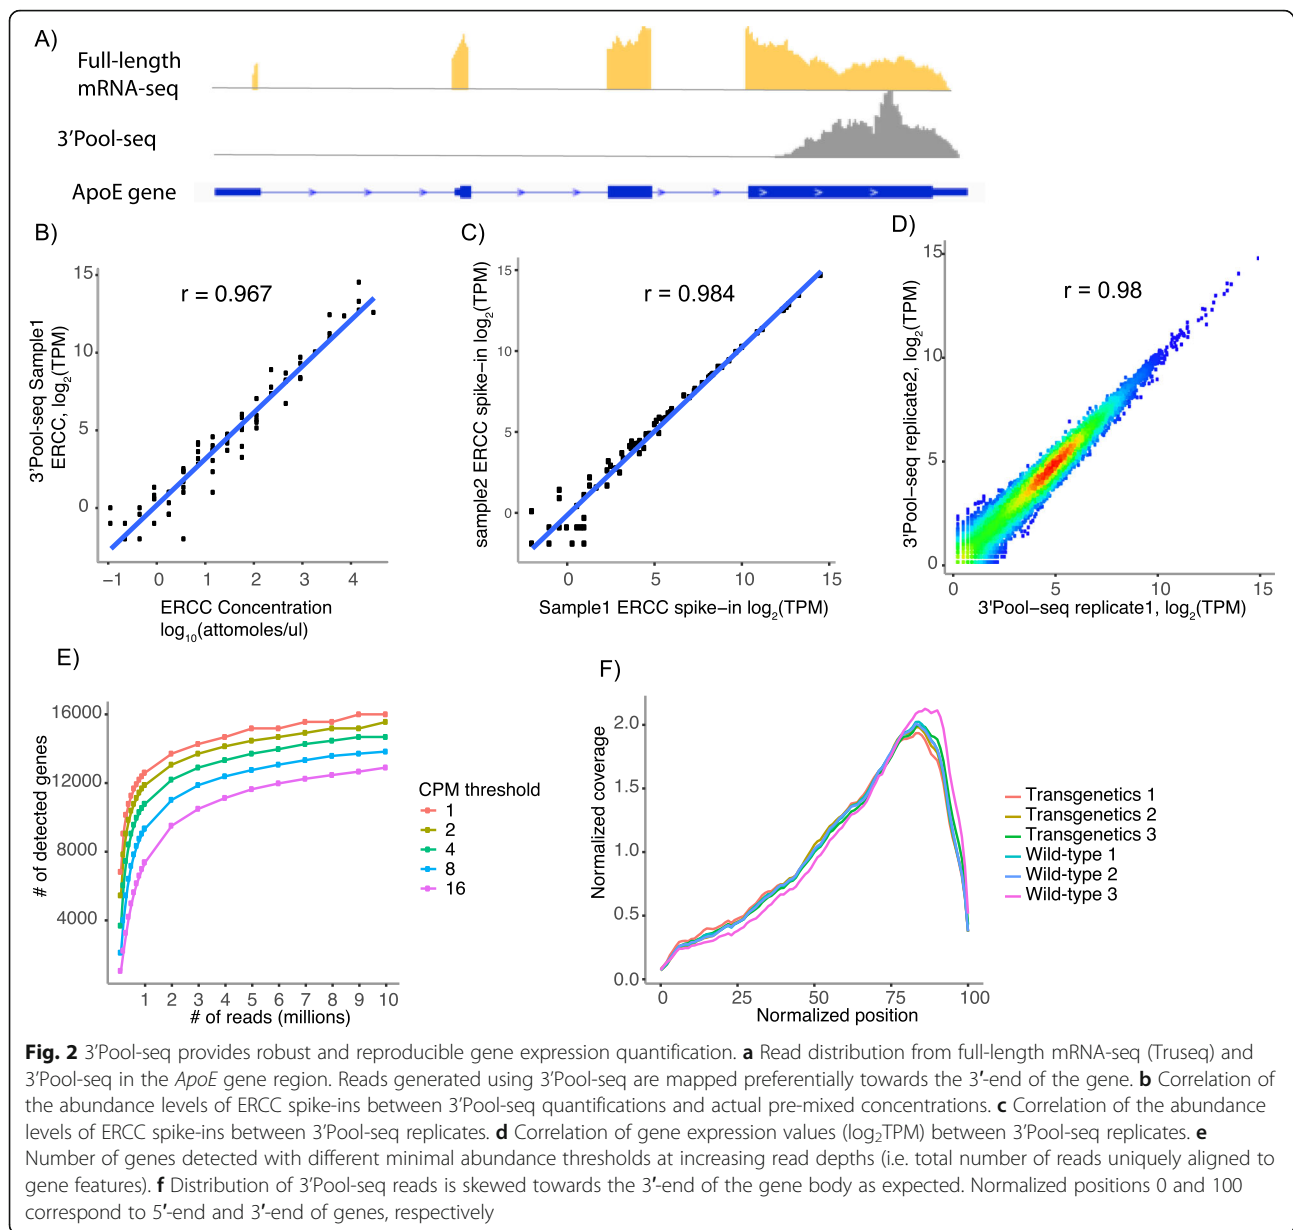 A)
Full-length
mRNA-seq
3'Pool-seq
ApoE gene
B)
r = 0.967
3'Pool-seq Sample1
ERCC, log2(TPM)
15
10
5
0
−1 0 1 2 3 4
ERCC Concentration
log10(attomoles/ul)
C)
r = 0.984
sample2 ERCC spike−in log2(TPM)
15
10
5
0
0 5 10 15
Sample1 ERCC spike−in log2(TPM)
D)
r = 0.98
3'Pool−seq replicate2, log2(TPM)
15
10
5
0
0 5 10 15
3'Pool−seq replicate1, log2(TPM)
E)
# of detected genes
16000
12000
8000
4000
1 2 3 4 5 6 7 8 9 10
# of reads (millions)
CPM threshold
1
2
4
8
16
F)
Normalized coverage
2.0
1.5
1.0
0.5
0.0
0 25 50 75 100
Normalized position
Transgenetics 1
Transgenetics 2
Transgenetics 3
Wild-type 1
Wild-type 2
Wild-type 3
Fig. 2 3′Pool-seq provides robust and reproducible gene expression quantification. a Read distribution from full-length mRNA-seq (Truseq) and
3′Pool-seq in the ApoE gene region. Reads generated using 3′Pool-seq are mapped preferentially towards the 3′-end of the gene. b Correlation of
the abundance levels of ERCC spike-ins between 3′Pool-seq quantifications and actual pre-mixed concentrations. c Correlation of the abundance
levels of ERCC spike-ins between 3′Pool-seq replicates. d Correlation of gene expression values (log2TPM) between 3′Pool-seq replicates. e
Number of genes detected with different minimal abundance thresholds at increasing read depths (i.e. total number of reads uniquely aligned to
gene features). f Distribution of 3′Pool-seq reads is skewed towards the 3′-end of the gene body as expected. Normalized positions 0 and 100
correspond to 5′-end and 3′-end of genes, respectively